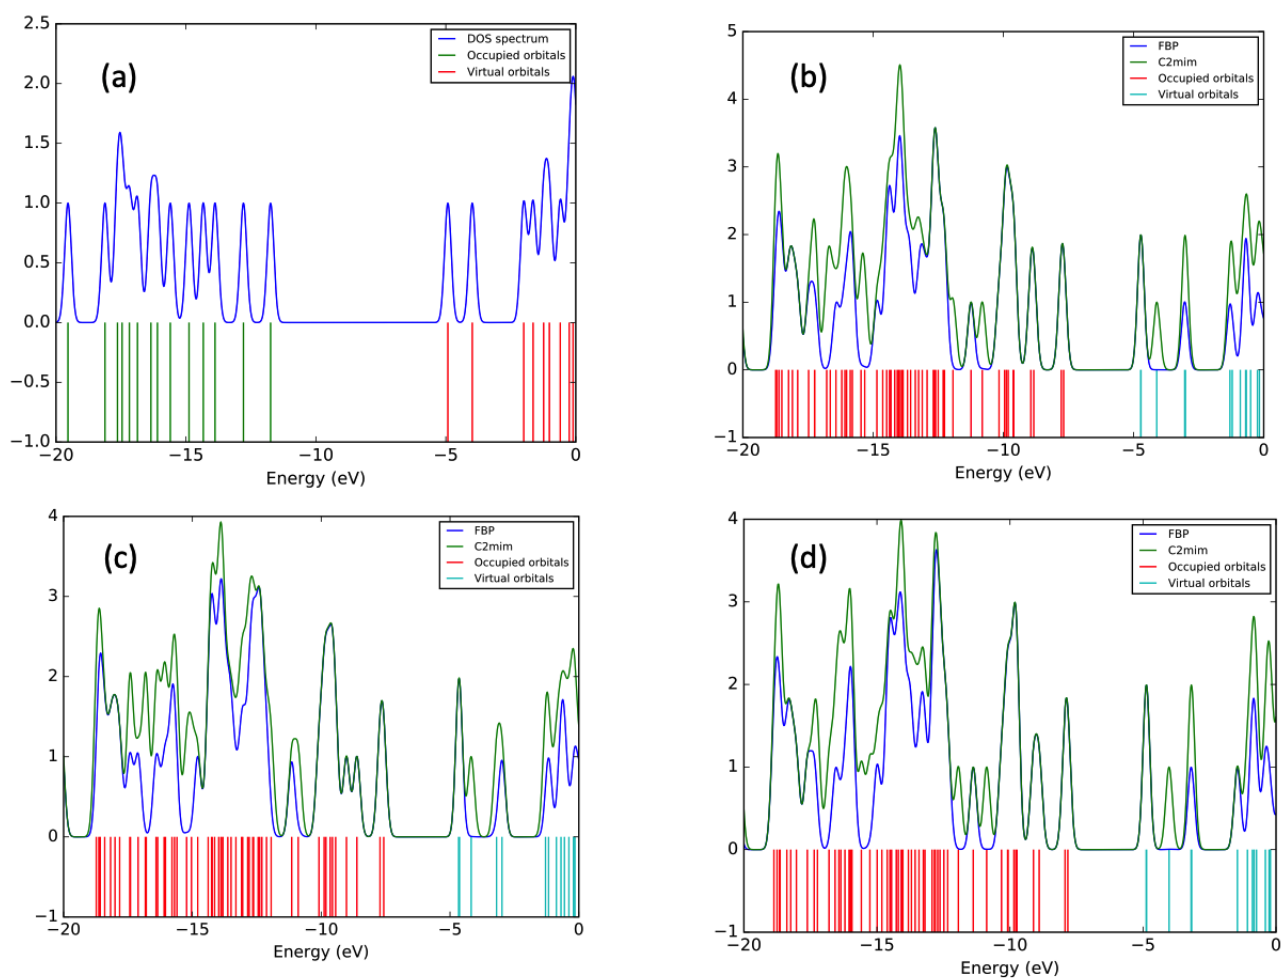 (a)
2.5
2.0
1.5
1.0
0.5
0.0
−0.5
−1.0
−20
−15
−10
−5
0
Energy (eV)
DOS spectrum
Occupied orbitals
Virtual orbitals
(b)
5
4
3
2
1
0
−1
−20
−15
−10
−5
0
Energy (eV)
FBP
C2mim
Occupied orbitals
Virtual orbitals
(c)
4
3
2
1
0
−1
−20
−15
−10
−5
0
Energy (eV)
FBP
C2mim
Occupied orbitals
Virtual orbitals
(d)
4
3
2
1
0
−1
−20
−15
−10
−5
0
Energy (eV)
FBP
C2mim
Occupied orbitals
Virtual orbitals